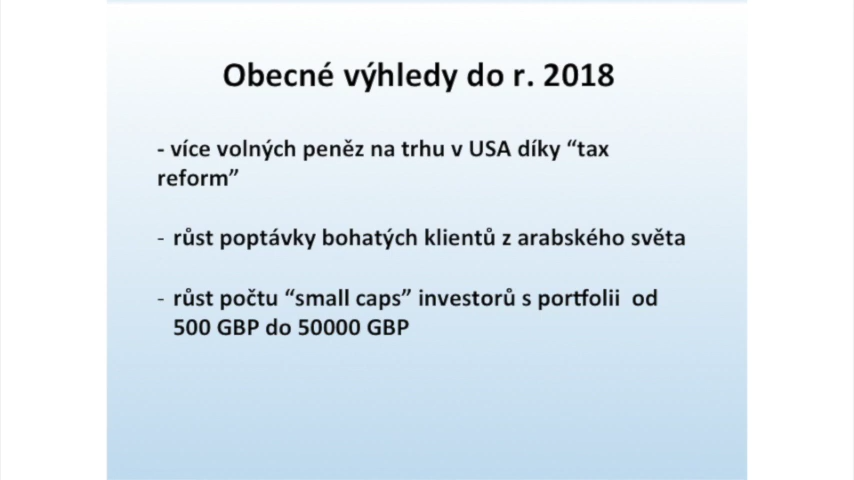 Obecné výhledy do r. 2018
- více volných peněz na trhu v USA díky “tax
reform”
- růst poptávky bohatých klientů z arabského světa
- růst počtu “small caps” investorů s portfolii  od
500 GBP do 50000 GBP